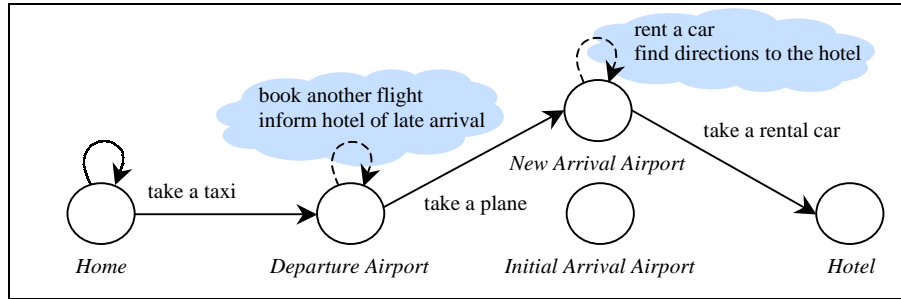 rent a car
find directions to the hotel
book another flight
inform hotel of late arrival
take a rental car
New Arrival Airport
take a taxi
take a plane
Home
Departure Airport
Initial Arrival Airport
Hotel